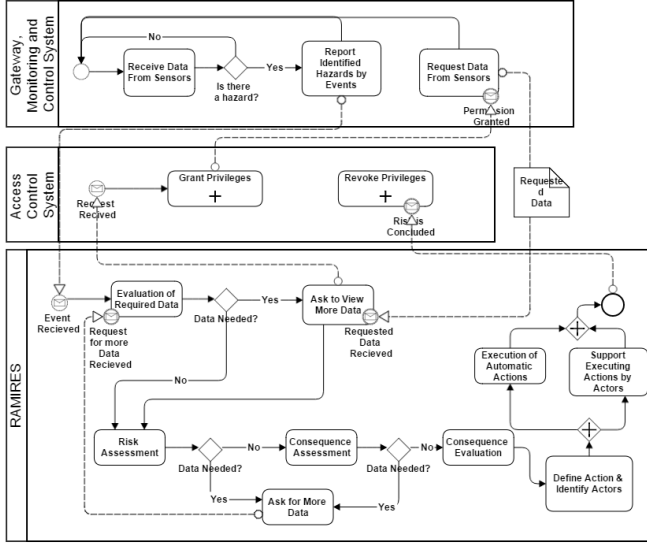 Gateway,
Monitoring and
Control System
No
Receive Data
From Sensors
Is there
a hazard?
Yes
Report
Identified
Hazards by
Events
Request Data
From Sensors
Permission
Granted
Access
Control
System
Request
Recived
Grant Privileges
Revoke Privileges
Risk is
Concluded
Requeste
d
Data
RAMIRES
Event
Recieved
Evaluation of
Required Data
Request
for more
Data
Recieved
Data Needed?
Yes
Ask to View
More Data
Requested
Data
Recieved
No
Execution of
Automatic
Actions
Support
Executing
Actions by
Actors
Risk
Assessment
Data Needed?
No
Consequence
Assessment
Data Needed?
No
Consequence
Evaluation
Define Action &
Identify Actors
Yes
Ask for More
Data
Yes